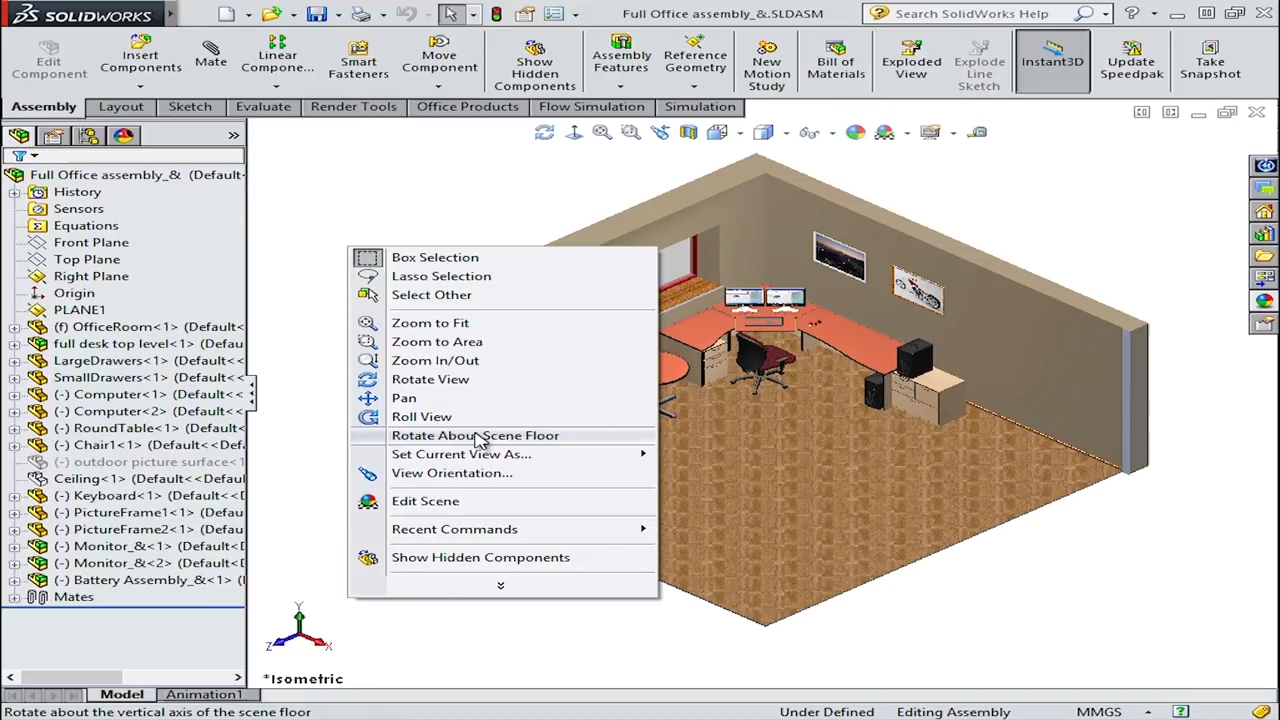 SOLIDWORKS
Full Office assembly_&.SLDASM
Search SolidWorks Help
Edit Component
Insert Components
Mate
Linear Compone...
Smart Fasteners
Move Component
Show Hidden Components
Assembly Features
Reference Geometry
New Motion Study
Bill of Materials
Exploded View
Explode Line Sketch
Instant3D
Update Speedpak
Take Snapshot
Assembly Layout Sketch Evaluate Render Tools Office Products Flow Simulation Simulation
Full Office assembly_& (Default-
History
Sensors
Equations
Front Plane
Top Plane
Right Plane
Origin
PLANE1
(f) OfficeRoom<1> (Default<
full desk top level<1> (Defau
LargeDrawers<1> (Default<<
SmallDrawers<1> (Default<<
(-) Computer<1> (Default<<
(-) Computer<2> (Default<<
(-) RoundTable<1> (Default<
(-) Chair1<1> (Default<<Defa
(-) outdoor picture surface<1
Ceiling<1> (Default<<Defaul
(-) Keyboard<1> (Default<<
(-) PictureFrame1<1> (Defau
(-) PictureFrame2<1> (Defau
(-) Monitor_&<1> (Default<
(-) Monitor_&<2> (Default<
(-) Battery Assembly_&<1> (
Mates
Box Selection
Lasso Selection
Select Other
Zoom to Fit
Zoom to Area
Zoom In/Out
Rotate View
Pan
Roll View
Rotate About Scene Floor
Set Current View As...
View Orientation...
Edit Scene
Recent Commands
Show Hidden Components
Y
Z
X
*Isometric
Model Animation1
Rotate about the vertical axis of the scene floor
Under Defined Editing Assembly MMGS